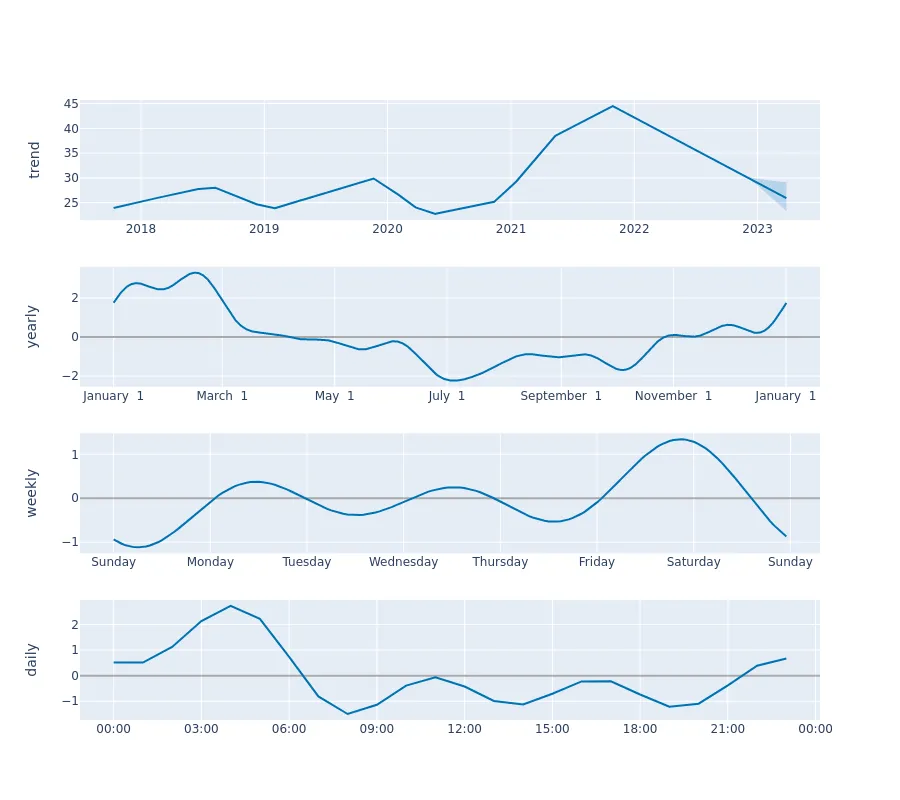 trend
45
40
35
30
25
2018 2019 2020 2021 2022 2023
yearly
2
0
−2
January 1 March 1 May 1 July 1 September 1 November 1 January 1
weekly
1
0
−1
Sunday Monday Tuesday Wednesday Thursday Friday Saturday Sunday
daily
2
1
0
−1
00:00 03:00 06:00 09:00 12:00 15:00 18:00 21:00 00:00